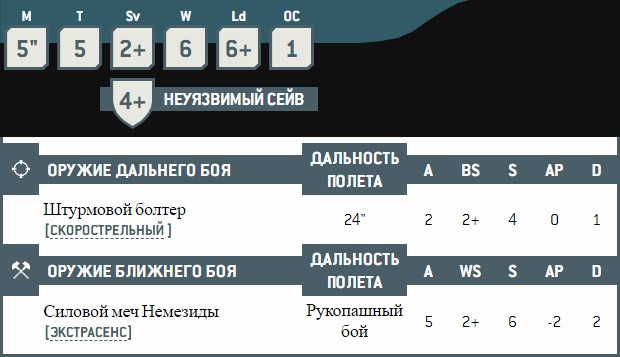 M T Sv W Ld OC
5" 5 2+ 6 6+ 1
4+ НЕУЯЗВИМЫЙ СЕЙВ
ОРУЖИЕ ДАЛЬНЕГО БОЯ ДАЛЬНОСТЬ ПОЛЕТА A BS S AP D
Штурмовой болтер 24" 2 2+ 4 0 1
[СКОРОСТРЕЛЬНЫЙ ]
ОРУЖИЕ БЛИЖНЕГО БОЯ ДАЛЬНОСТЬ ПОЛЕТА A WS S AP D
Силовой меч Немезиды Рукопашный бой 5 2+ 6 -2 2
[ЭКСТРАСЕНС]